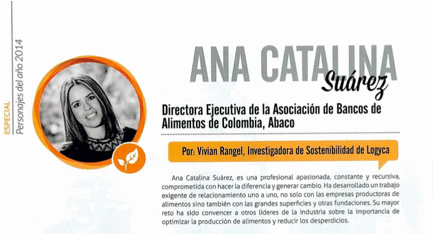 ESPECIAL
Personajes del año 2014
ANA CATALINA
Suárez
Directora Ejecutiva de la Asociación de Bancos de
Alimentos de Colombia, Abaco
Por: Vivian Rangel, Investigadora de Sostenibilidad de Logyca
Ana Catalina Suárez, es una profesional apasionada, constante y recursiva,
comprometida con hacer la diferencia y generar cambio. Ha desarrollado un trabajo
exigente de relacionamiento uno a uno, no solo con las empresas productoras de
alimentos sino también con las grandes superficies y otras fundaciones. Su mayor
reto ha sido convencer a otros líderes de la industria sobre la importancia de
optimizar la producción de alimentos y reducir los desperdicios.